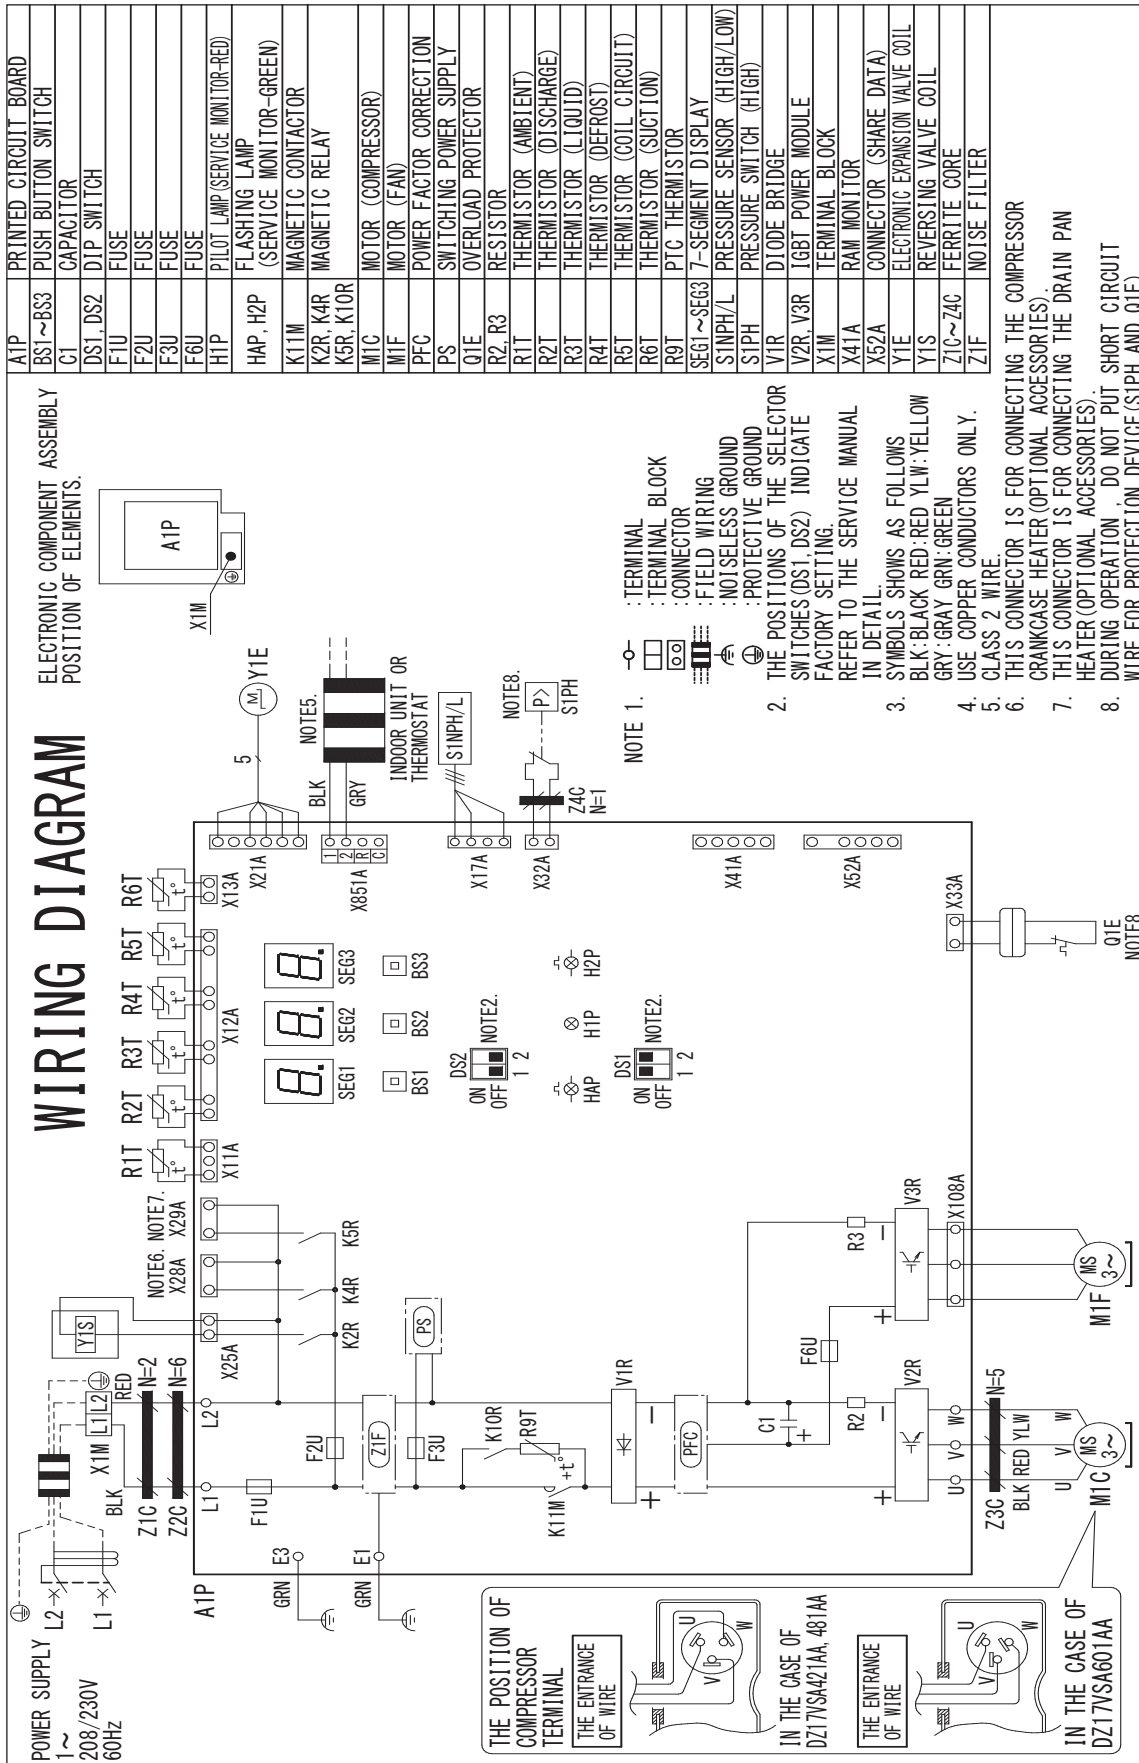 WIRING DIAGRAM
POWER SUPPLY
1~
208/230V
60Hz
L2
L1
X1M
L1
L2
BLK
RED
Z1C
N=2
Z2C
N=6
Y1S
X25A
NOTE6.
X28A
NOTE7.
X29A
R1T
t°
X11A
R2T
t°
R3T
t°
R4T
t°
R5T
t°
X12A
R6T
t°
X13A
ELECTRONIC COMPONENT ASSEMBLY
POSITION OF ELEMENTS.
A1P
X1M
A1P
L1
L2
F1U
GRN
E3
GRN
E1
F2U
Z1F
F3U
K2R
K4R
K5R
PS
K10R
R9T
+t°
K11M
V1R
+
−
PFC
C1
+
R2
R3
F6U
+
−
V2R
+
−
V3R
U
V
W
X108A
Z3C
N=5
BLK
RED
YLW
U
V
W
MS
3~
M1C
MS
3~
M1F
SEG1
SEG2
SEG3
BS1
BS2
BS3
DS2
ON
OFF
1 2
NOTE2.
HAP
H1P
H2P
DS1
ON
OFF
1 2
NOTE2.
X21A
5
M
Y1E
X851A
1
2
R
C
BLK
GRY
NOTE5.
INDOOR UNIT OR
THERMOSTAT
X17A
S1NPH/L
X32A
Z4C
N=1
NOTE8.
P>
S1PH
X41A
X52A
X33A
Q1E
NOTE8
THE POSITION OF
COMPRESSOR
TERMINAL
THE ENTRANCE
OF WIRE
U
V
W
IN THE CASE OF
DZ17VSA421AA, 481AA
THE ENTRANCE
OF WIRE
U
V
W
IN THE CASE OF
DZ17VSA601AA
NOTE 1.
:TERMINAL
:TERMINAL BLOCK
:CONNECTOR
:FIELD WIRING
:NOISELESS GROUND
:PROTECTIVE GROUND
2. THE POSITIONS OF THE SELECTOR
SWITCHES(DS1, DS2) INDICATE
FACTORY SETTING.
REFER TO THE SERVICE MANUAL
IN DETAIL.
3. SYMBOLS SHOWS AS FOLLOWS
BLK:BLACK RED:RED YLW:YELLOW
GRY:GRAY GRN:GREEN
4. USE COPPER CONDUCTORS ONLY.
5. CLASS 2 WIRE.
6. THIS CONNECTOR IS FOR CONNECTING THE COMPRESSOR
CRANKCASE HEATER(OPTIONAL ACCESSORIES).
7. THIS CONNECTOR IS FOR CONNECTING THE DRAIN PAN
HEATER(OPTIONAL ACCESSORIES).
8. DURING OPERATION, DO NOT PUT SHORT CIRCUIT
WIRE FOR PROTECTION DEVICE(S1PH AND Q1E)
A1P PRINTED CIRCUIT BOARD
BS1~BS3 PUSH BUTTON SWITCH
C1 CAPACITOR
DS1, DS2 DIP SWITCH
F1U FUSE
F2U FUSE
F3U FUSE
F6U FUSE
H1P PILOT LAMP(SERVICE MONITOR-RED)
HAP, H2P FLASHING LAMP
(SERVICE MONITOR-GREEN)
K11M MAGNETIC CONTACTOR
K2R, K4R MAGNETIC RELAY
K5R, K10R
M1C MOTOR (COMPRESSOR)
M1F MOTOR (FAN)
PFC POWER FACTOR CORRECTION
PS SWITCHING POWER SUPPLY
Q1E OVERLOAD PROTECTOR
R2, R3 RESISTOR
R1T THERMISTOR (AMBIENT)
R2T THERMISTOR (DISCHARGE)
R3T THERMISTOR (LIQUID)
R4T THERMISTOR (DEFROST)
R5T THERMISTOR (COIL CIRCUIT)
R6T THERMISTOR (SUCTION)
R9T PTC THERMISTOR
SEG1~SEG3 7-SEGMENT DISPLAY
S1NPH/L PRESSURE SENSOR (HIGH/LOW)
S1PH PRESSURE SWITCH (HIGH)
V1R DIODE BRIDGE
V2R, V3R IGBT POWER MODULE
X1M TERMINAL BLOCK
X41A RAM MONITOR
X52A CONNECTOR (SHARE DATA)
Y1E ELECTRONIC EXPANSION VALVE COIL
Y1S REVERSING VALVE COIL
Z1C~Z4C FERRITE CORE
Z1F NOISE FILTER